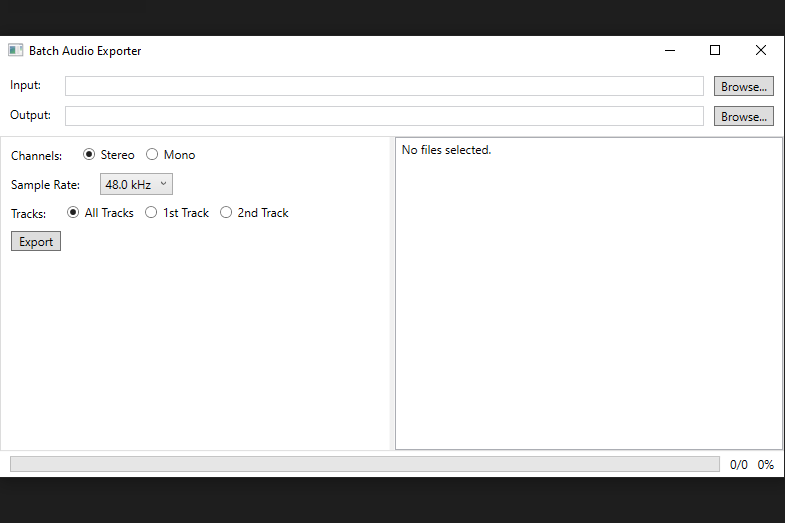 Batch Audio Exporter
Input: Browse...
Output: Browse...
Channels: Stereo Mono
Sample Rate: 48.0 kHz
Tracks: All Tracks 1st Track 2nd Track
Export
No files selected.
0/0 0%